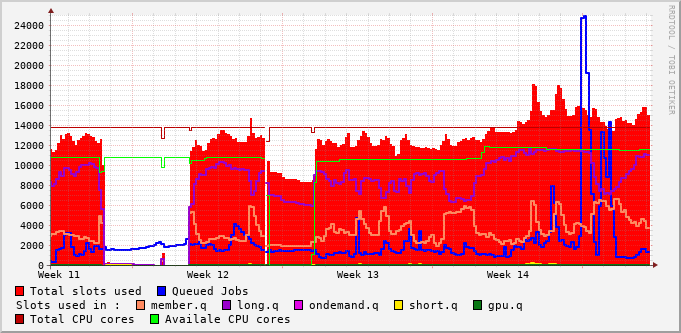 RRDTOOL / TOBI OETIKER
24000
22000
20000
18000
16000
14000
12000
10000
8000
6000
4000
2000
0
Week 11 Week 12 Week 13 Week 14
Total slots used Queued Jobs
Slots used in : member.q long.q ondemand.q short.q gpu.q
Total CPU cores Availale CPU cores